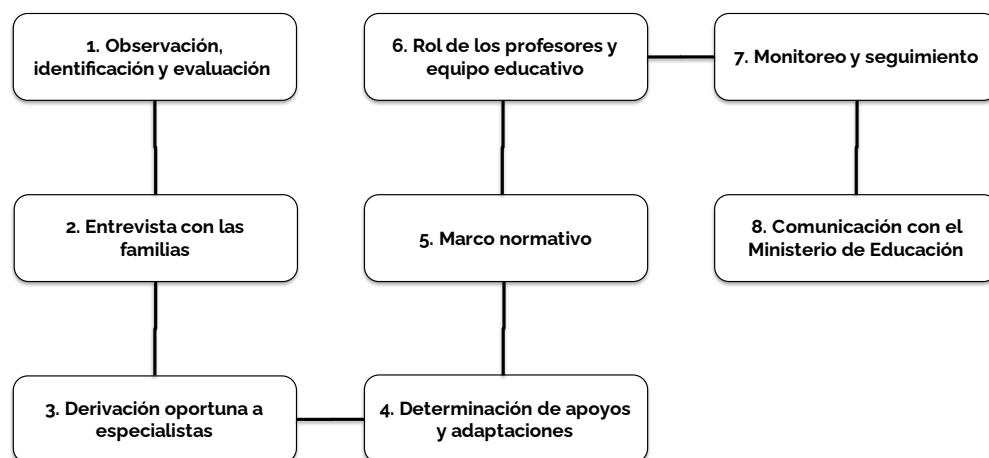 1. Observación,
identificación y evaluación
2. Entrevista con las
familias
3. Derivación oportuna a
especialistas
4. Determinación de apoyos
y adaptaciones
5. Marco normativo
6. Rol de los profesores y
equipo educativo
7. Monitoreo y seguimiento
8. Comunicación con el
Ministerio de Educación